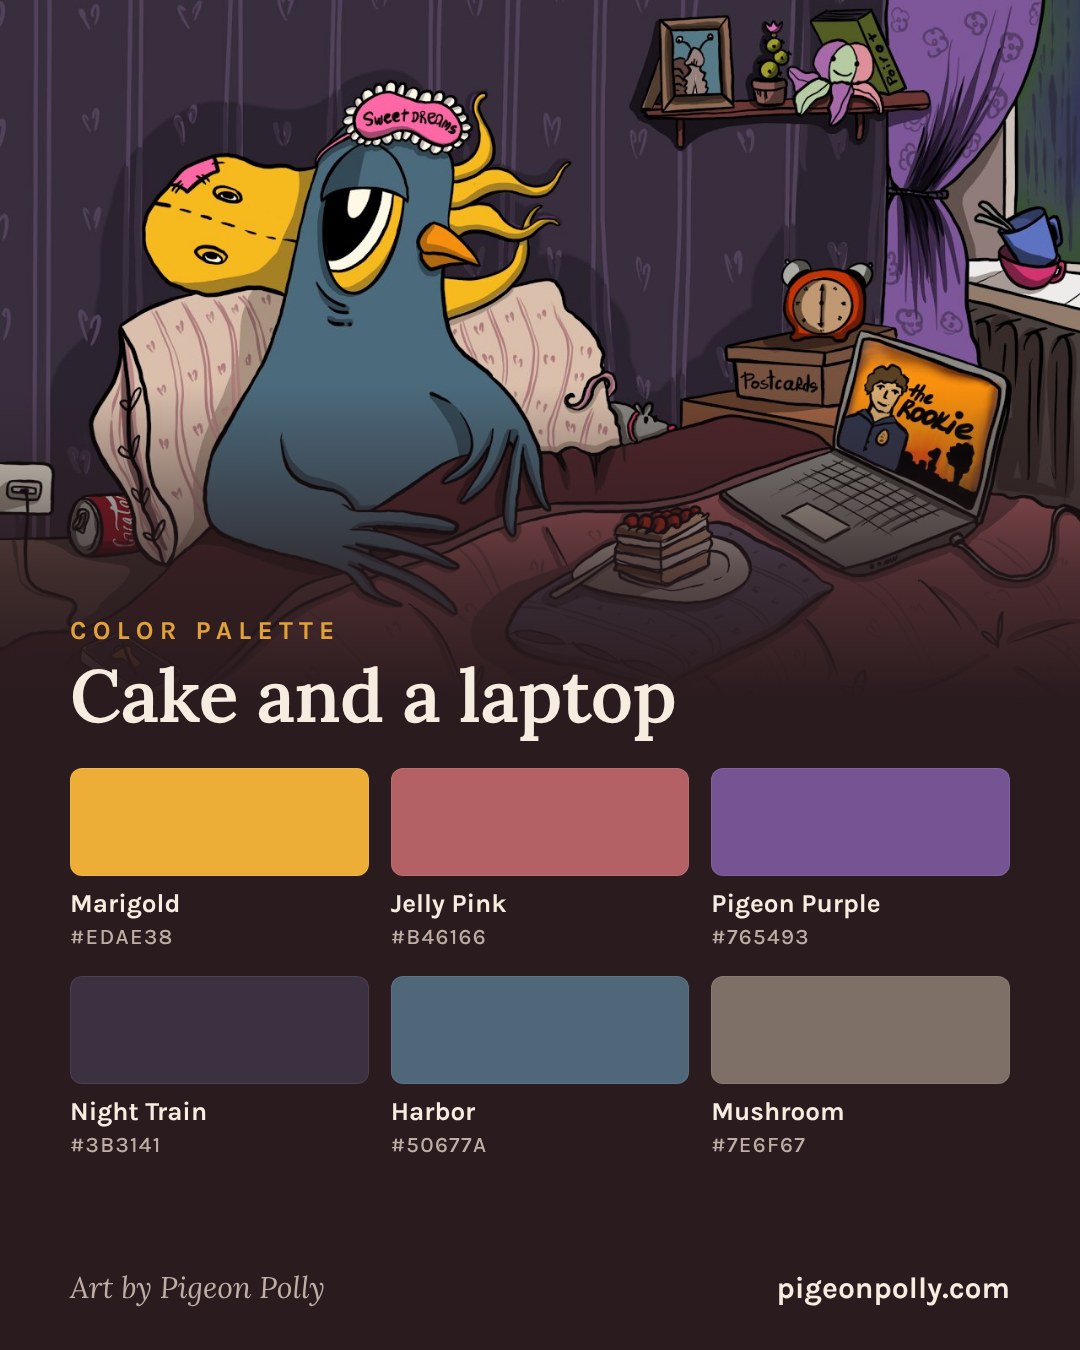 Sweet DREAMS
Poirot
Postcards
the
ROOKIE
COLOR PALETTE
Cake and a laptop
Marigold
#EDAE38
Jelly Pink
#B46166
Pigeon Purple
#765493
Night Train
#3B3141
Harbor
#50677A
Mushroom
#7E6F67
Art by Pigeon Polly
pigeonpolly.com